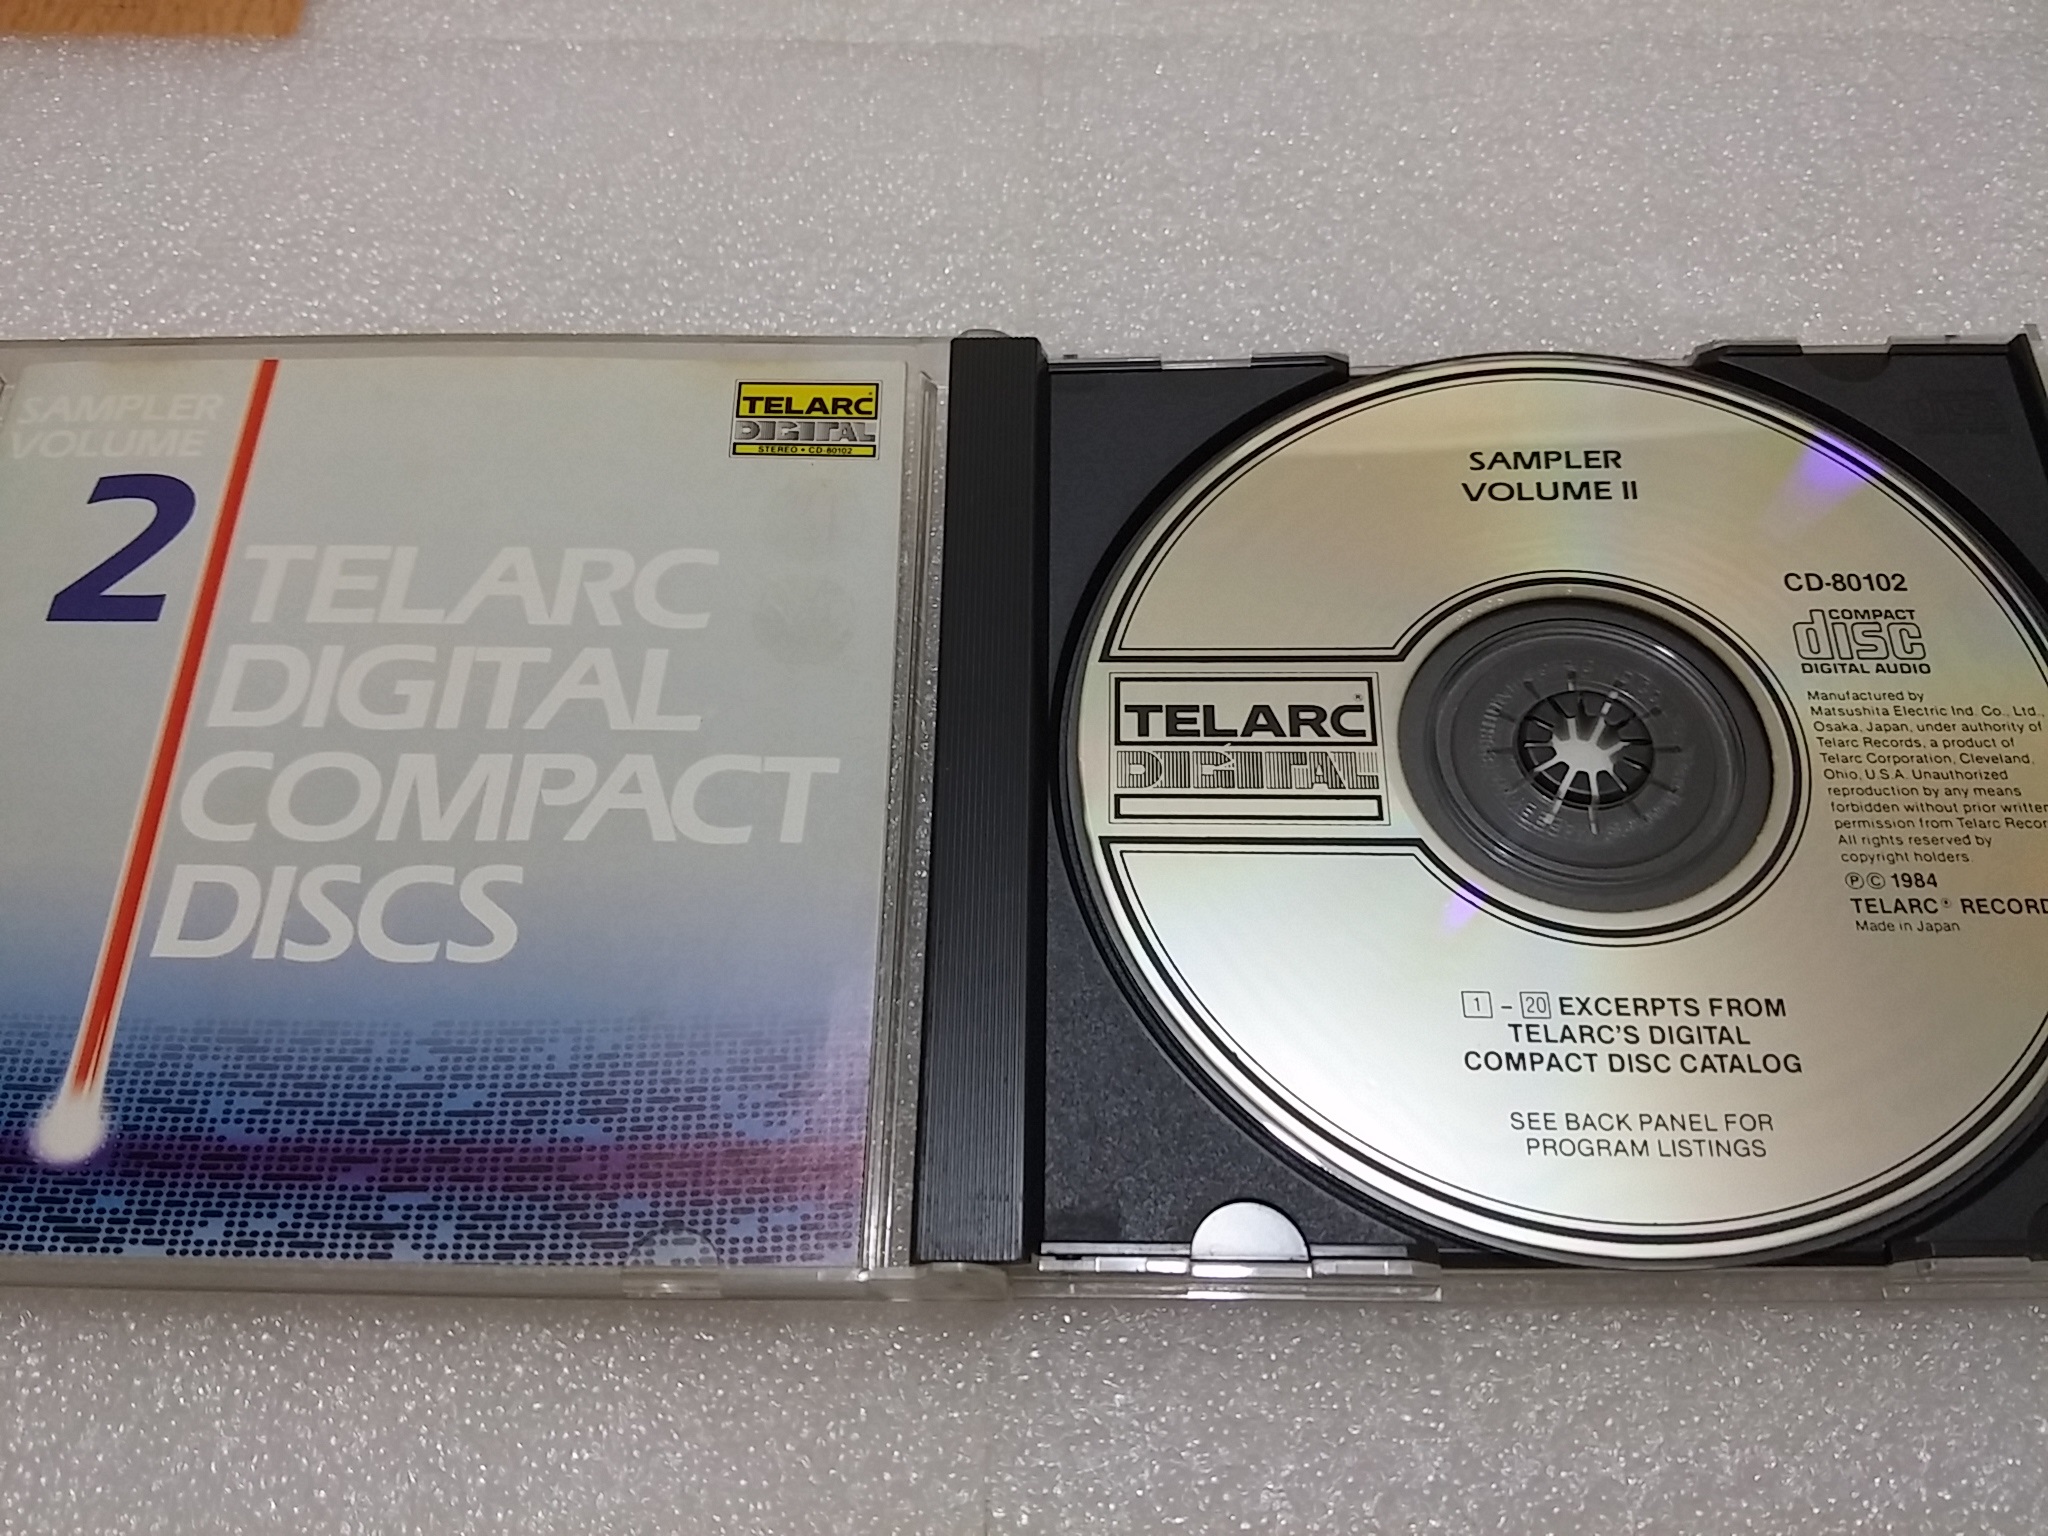 SAMPLER
VOLUME
2
TELARC
DIGITAL
STEREO • CD-80102
TELARC
DIGITAL
COMPACT
DISCS
SAMPLER
VOLUME II
CD-80102
COMPACT
disc
DIGITAL AUDIO
Manufactured by
Matsushita Electric Ind. Co., Ltd.,
Osaka, Japan, under authority of
Telarc Records, a product of
Telarc Corporation, Cleveland,
Ohio, U.S.A. Unauthorized
reproduction by any means
forbidden without prior written
permission from Telarc Recor
All rights reserved by
copyright holders.
Ⓟ© 1984
TELARC® RECORD
Made in Japan
TELARC®
DIGITAL
1 – 20 EXCERPTS FROM
TELARC'S DIGITAL
COMPACT DISC CATALOG
SEE BACK PANEL FOR
PROGRAM LISTINGS